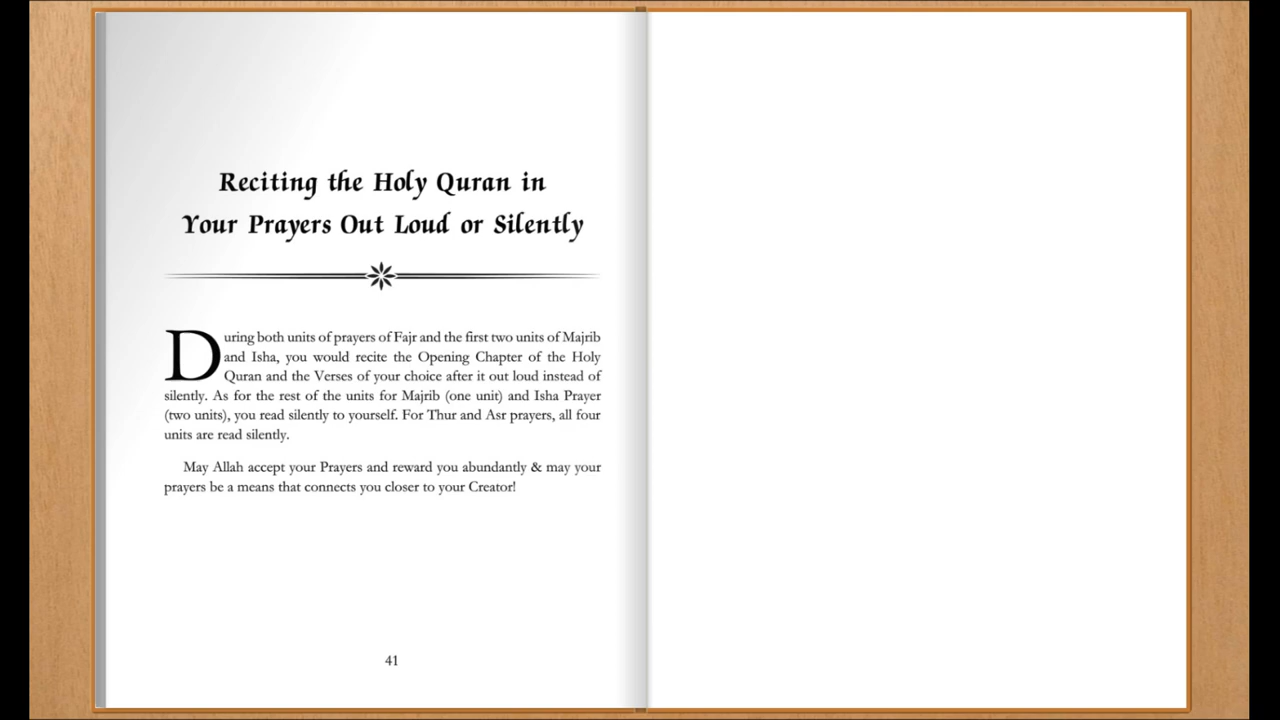 Reciting the Holy Quran in
Your Prayers Out Loud or Silently
During both units of prayers of Fajr and the first two units of Majrib
and Isha, you would recite the Opening Chapter of the Holy
Quran and the Verses of your choice after it out loud instead of
silently. As for the rest of the units for Majrib (one unit) and Isha Prayer
(two units), you read silently to yourself. For Thur and Asr prayers, all four
units are read silently.
May Allah accept your Prayers and reward you abundantly & may your
prayers be a means that connects you closer to your Creator!
41